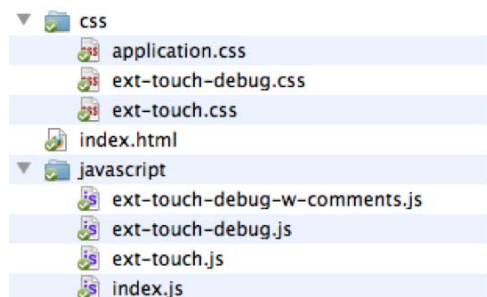 css
application.css
ext-touch-debug.css
ext-touch.css
index.html
javascript
ext-touch-debug-w-comments.js
ext-touch-debug.js
ext-touch.js
index.js